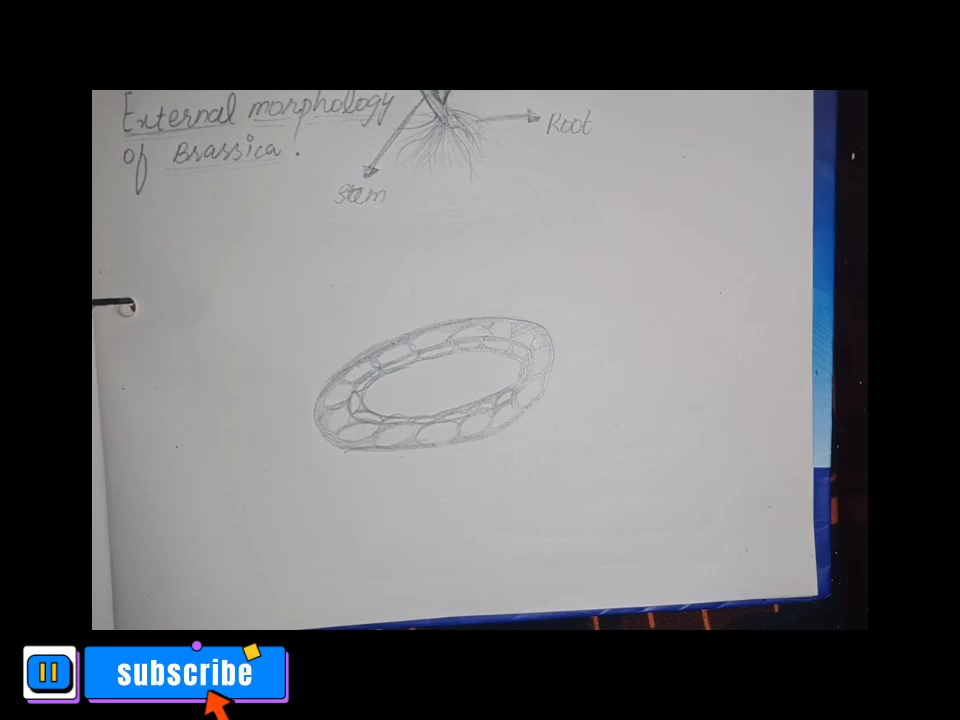 External morphology
of Brassica.
Root
Stem
subscribe